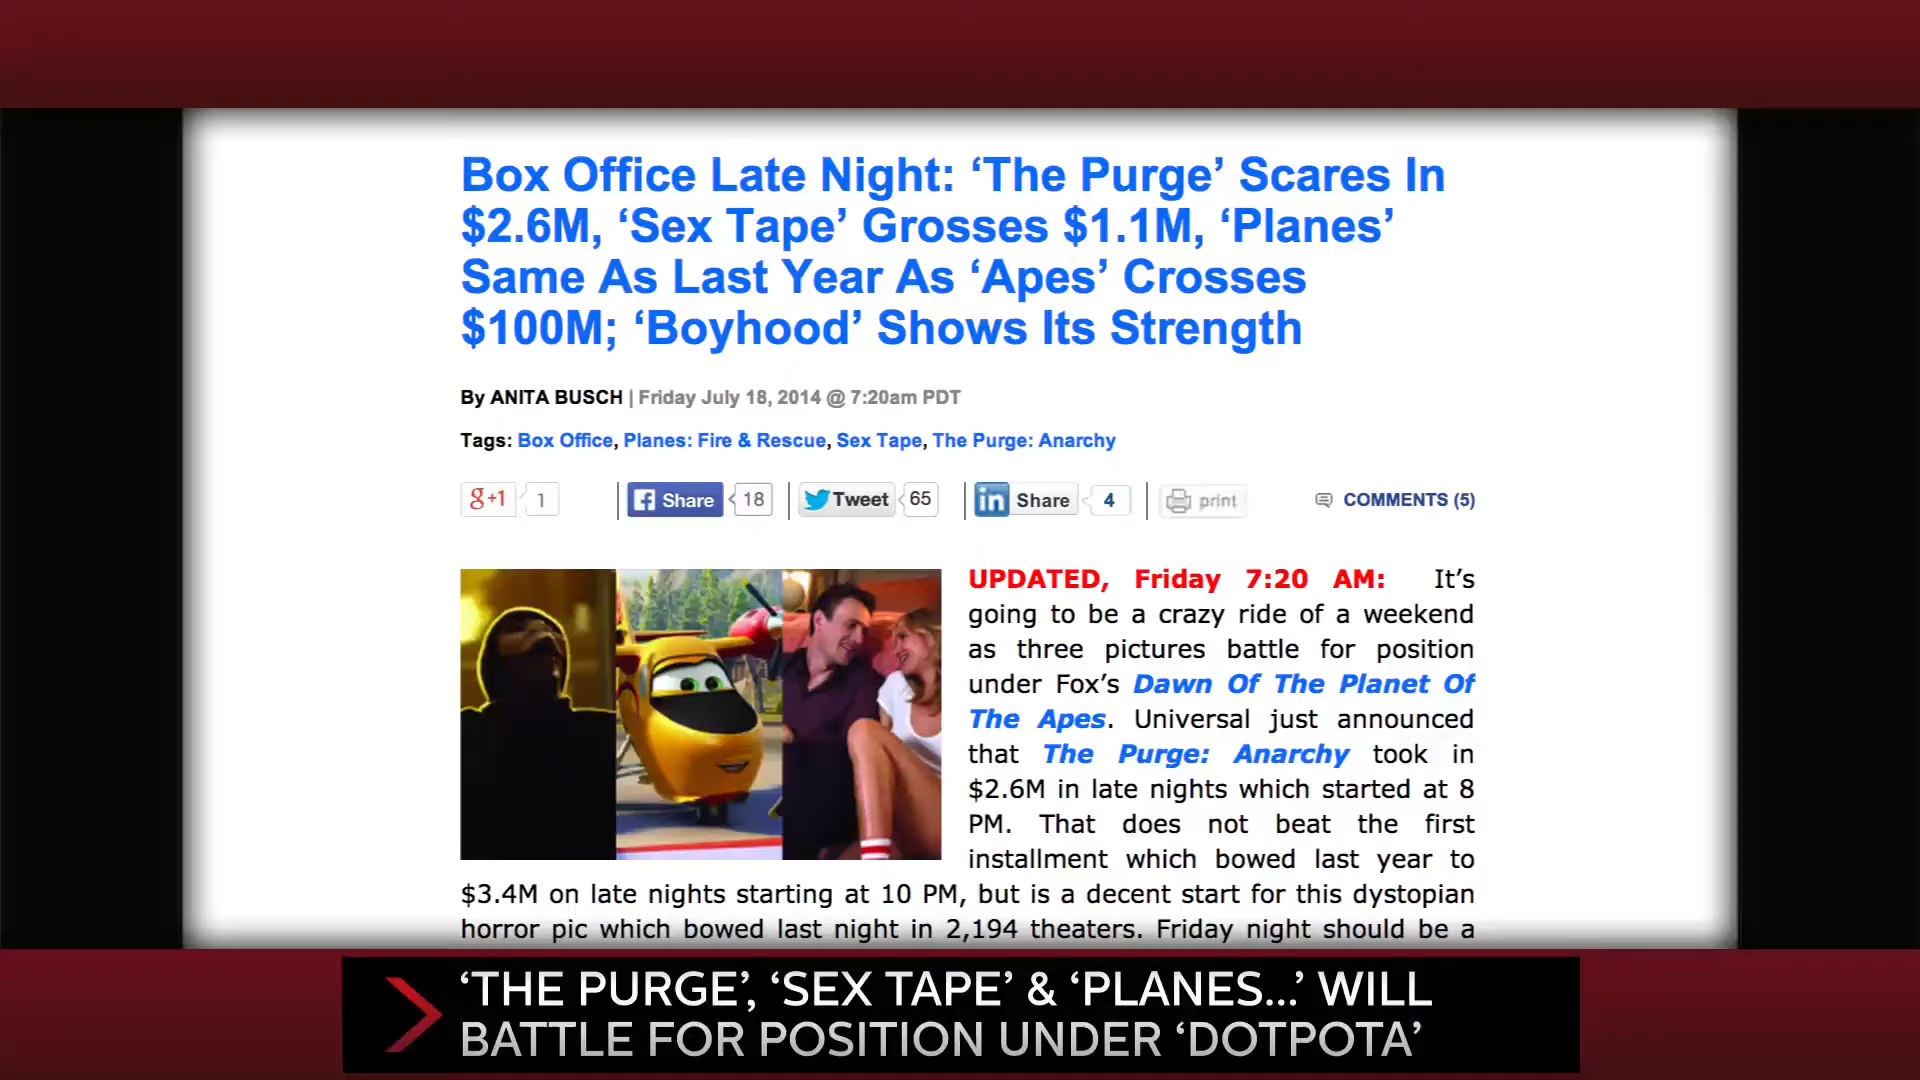 Box Office Late Night: ‘The Purge’ Scares In
$2.6M, ‘Sex Tape’ Grosses $1.1M, ‘Planes’
Same As Last Year As ‘Apes’ Crosses
$100M; ‘Boyhood’ Shows Its Strength
By ANITA BUSCH | Friday July 18, 2014 @ 7:20am PDT
Tags: Box Office, Planes: Fire & Rescue, Sex Tape, The Purge: Anarchy
g+1 1 Share 18 Tweet 65 in Share 4 print COMMENTS (5)
UPDATED, Friday 7:20 AM: It’s
going to be a crazy ride of a weekend
as three pictures battle for position
under Fox’s Dawn Of The Planet Of
The Apes. Universal just announced
that The Purge: Anarchy took in
$2.6M in late nights which started at 8
PM. That does not beat the first
installment which bowed last year to
$3.4M on late nights starting at 10 PM, but is a decent start for this dystopian
horror pic which bowed last night in 2,194 theaters. Friday night should be a
‘THE PURGE’, ‘SEX TAPE’ & ‘PLANES...’ WILL
BATTLE FOR POSITION UNDER ‘DOTPOTA’